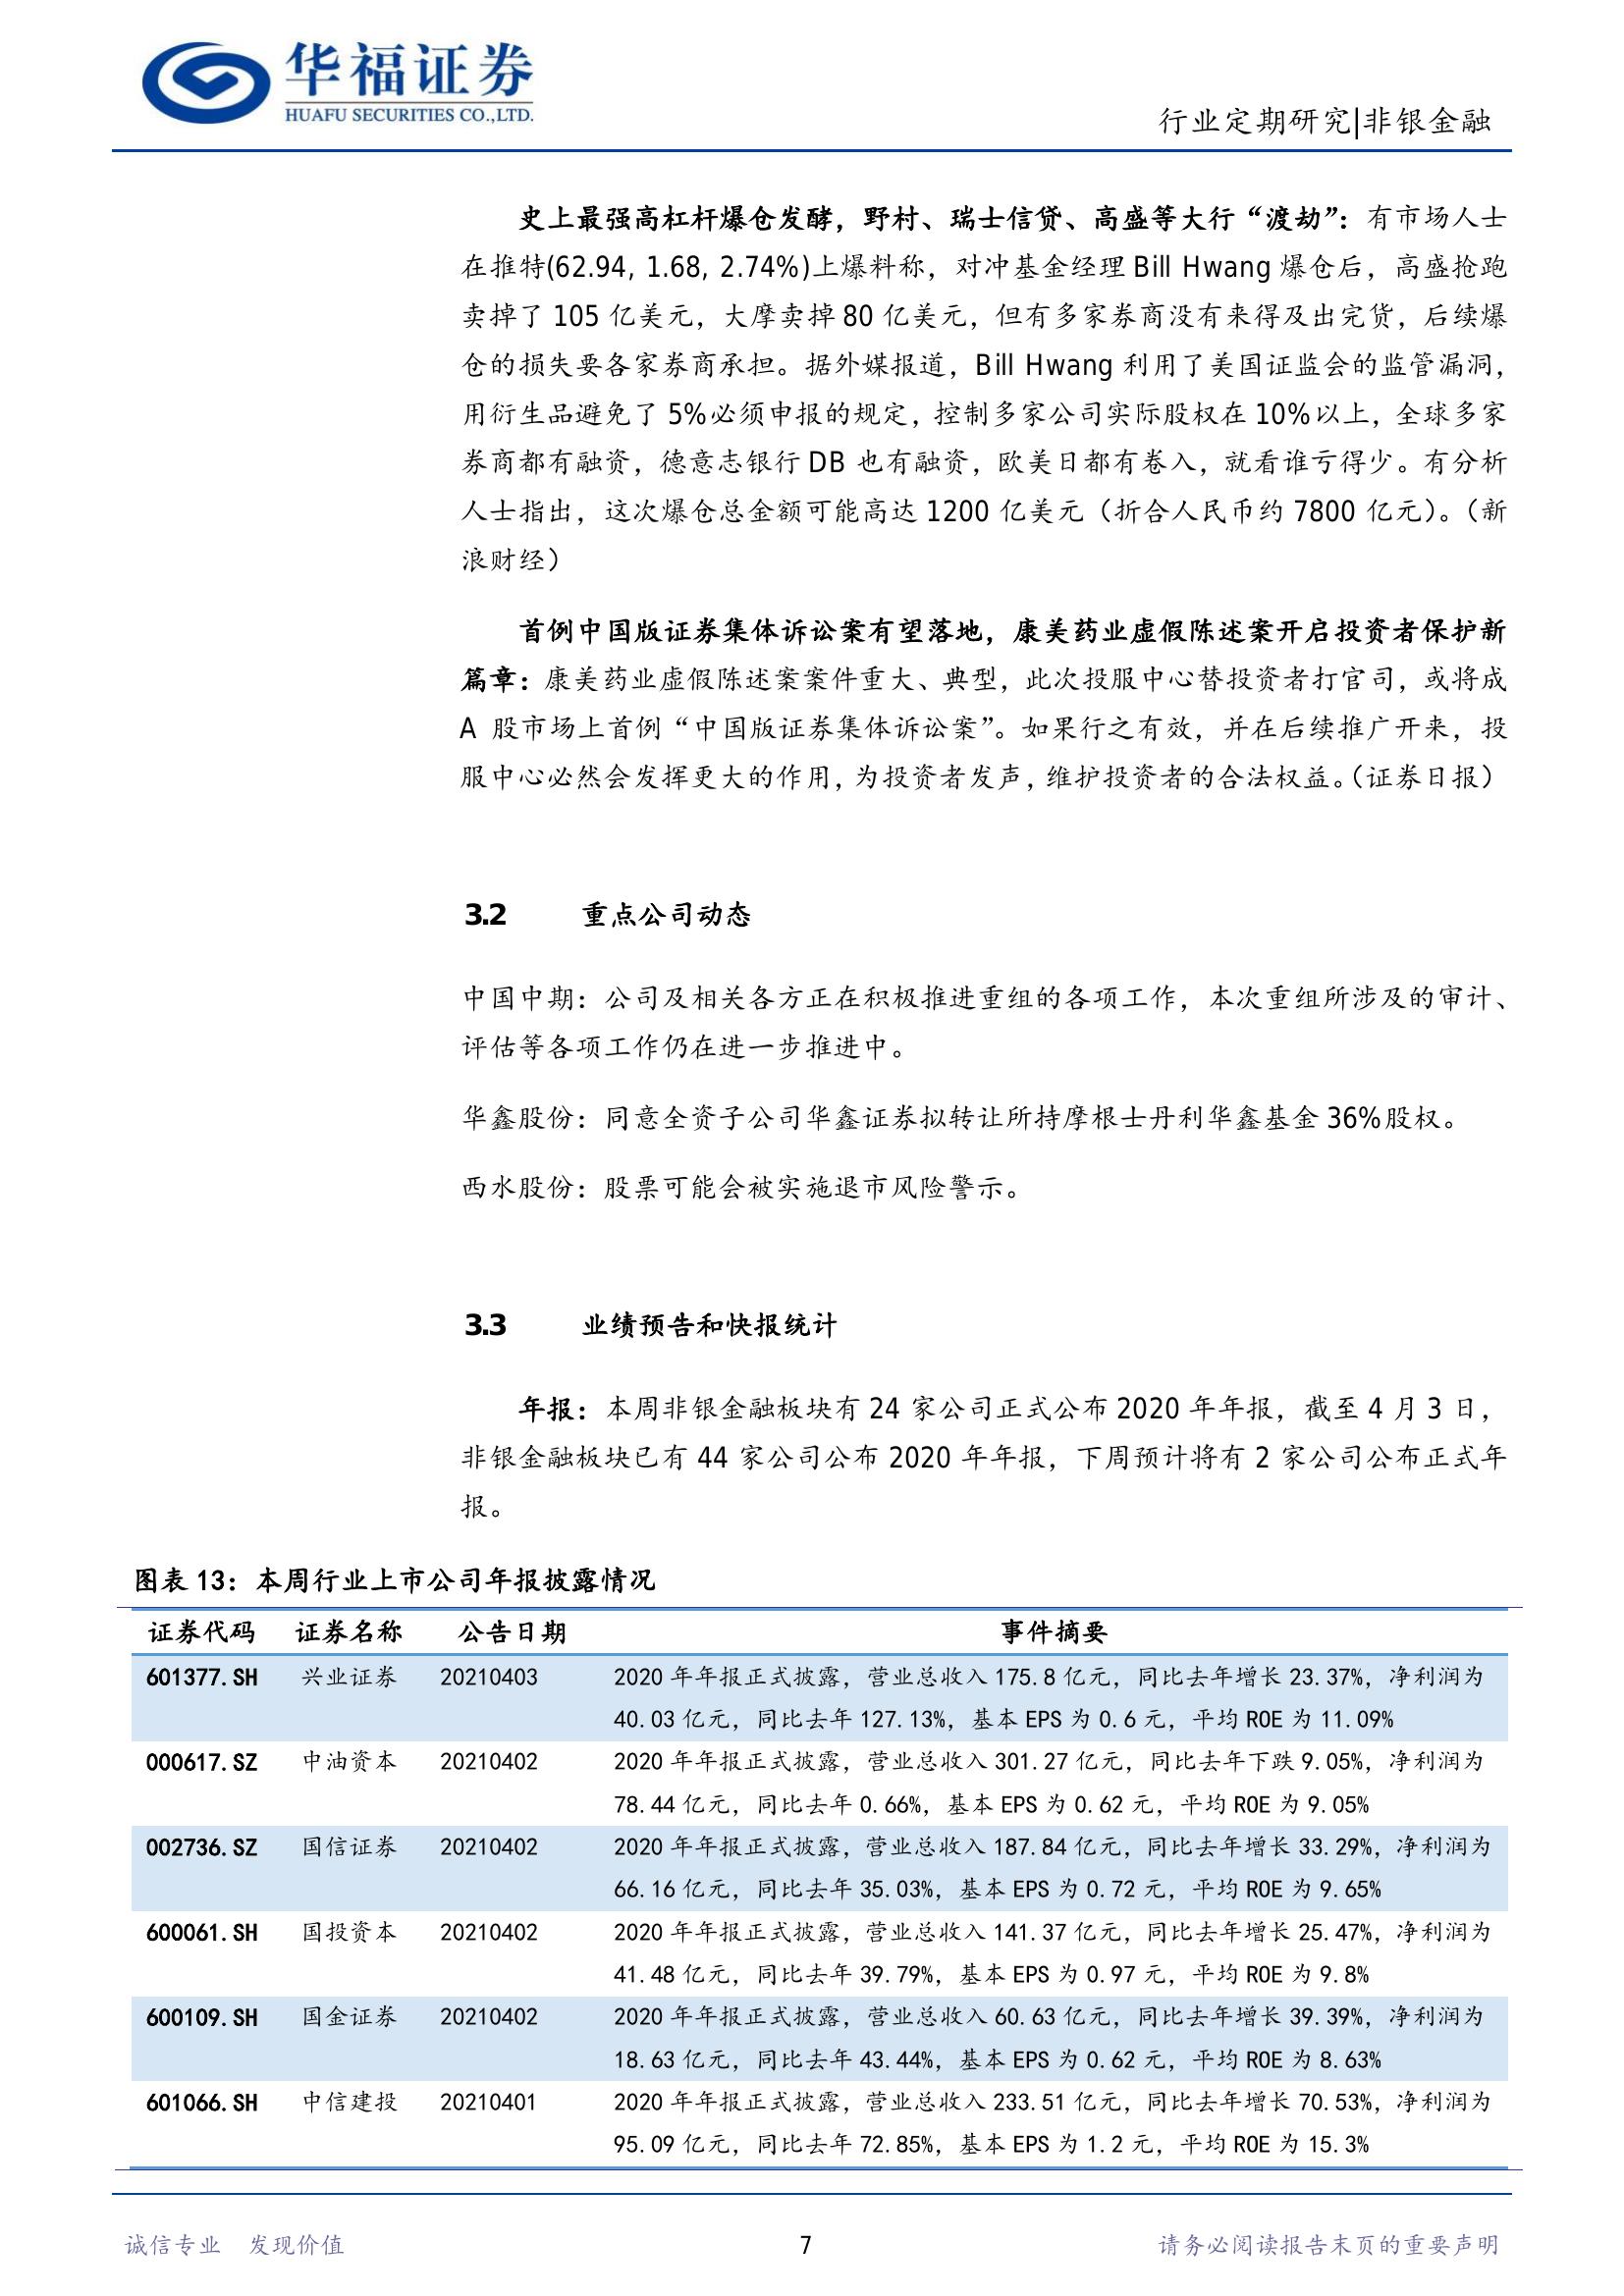 华福证券
HUAFU SECURITIES CO.,LTD.
行业定期研究|非银金融
史上最强高杠杆爆仓发酵，野村、瑞士信贷、高盛等大行“渡劫”：有市场人士
在推特(62.94, 1.68, 2.74%)上爆料称，对冲基金经理 Bill Hwang 爆仓后，高盛抢跑
卖掉了 105 亿美元，大摩卖掉 80 亿美元，但有多家券商没有来得及出完货，后续爆
仓的损失要各家券商承担。据外媒报道，Bill Hwang 利用了美国证监会的监管漏洞，
用衍生品避免了 5%必须申报的规定，控制多家公司实际股权在 10%以上，全球多家
券商都有融资，德意志银行 DB 也有融资，欧美日都有卷入，就看谁亏得少。有分析
人士指出，这次爆仓总金额可能高达 1200 亿美元（折合人民币约 7800 亿元）。（新
浪财经）
首例中国版证券集体诉讼案有望落地，康美药业虚假陈述案开启投资者保护新
篇章：康美药业虚假陈述案案件重大、典型，此次投服中心替投资者打官司，或将成
A 股市场上首例“中国版证券集体诉讼案”。如果行之有效，并在后续推广开来，投
服中心必然会发挥更大的作用，为投资者发声，维护投资者的合法权益。（证券日报）
3.2 重点公司动态
中国中期：公司及相关各方正在积极推进重组的各项工作，本次重组所涉及的审计、
评估等各项工作仍在进一步推进中。
华鑫股份：同意全资子公司华鑫证券拟转让所持摩根士丹利华鑫基金 36%股权。
西水股份：股票可能会被实施退市风险警示。
3.3 业绩预告和快报统计
年报：本周非银金融板块有 24 家公司正式公布 2020 年年报，截至 4 月 3 日，
非银金融板块已有 44 家公司公布 2020 年年报，下周预计将有 2 家公司公布正式年
报。
图表 13：本周行业上市公司年报披露情况
证券代码 证券名称 公告日期 事件摘要
601377.SH 兴业证券 20210403 2020 年年报正式披露，营业总收入 175.8 亿元，同比去年增长 23.37%，净利润为
40.03 亿元，同比去年 127.13%，基本 EPS 为 0.6 元，平均 ROE 为 11.09%
000617.SZ 中油资本 20210402 2020 年年报正式披露，营业总收入 301.27 亿元，同比去年下跌 9.05%，净利润为
78.44 亿元，同比去年 0.66%，基本 EPS 为 0.62 元，平均 ROE 为 9.05%
002736.SZ 国信证券 20210402 2020 年年报正式披露，营业总收入 187.84 亿元，同比去年增长 33.29%，净利润为
66.16 亿元，同比去年 35.03%，基本 EPS 为 0.72 元，平均 ROE 为 9.65%
600061.SH 国投资本 20210402 2020 年年报正式披露，营业总收入 141.37 亿元，同比去年增长 25.47%，净利润为
41.48 亿元，同比去年 39.79%，基本 EPS 为 0.97 元，平均 ROE 为 9.8%
600109.SH 国金证券 20210402 2020 年年报正式披露，营业总收入 60.63 亿元，同比去年增长 39.39%，净利润为
18.63 亿元，同比去年 43.44%，基本 EPS 为 0.62 元，平均 ROE 为 8.63%
601066.SH 中信建投 20210401 2020 年年报正式披露，营业总收入 233.51 亿元，同比去年增长 70.53%，净利润为
95.09 亿元，同比去年 72.85%，基本 EPS 为 1.2 元，平均 ROE 为 15.3%
诚信专业 发现价值 7 请务必阅读报告末页的重要声明